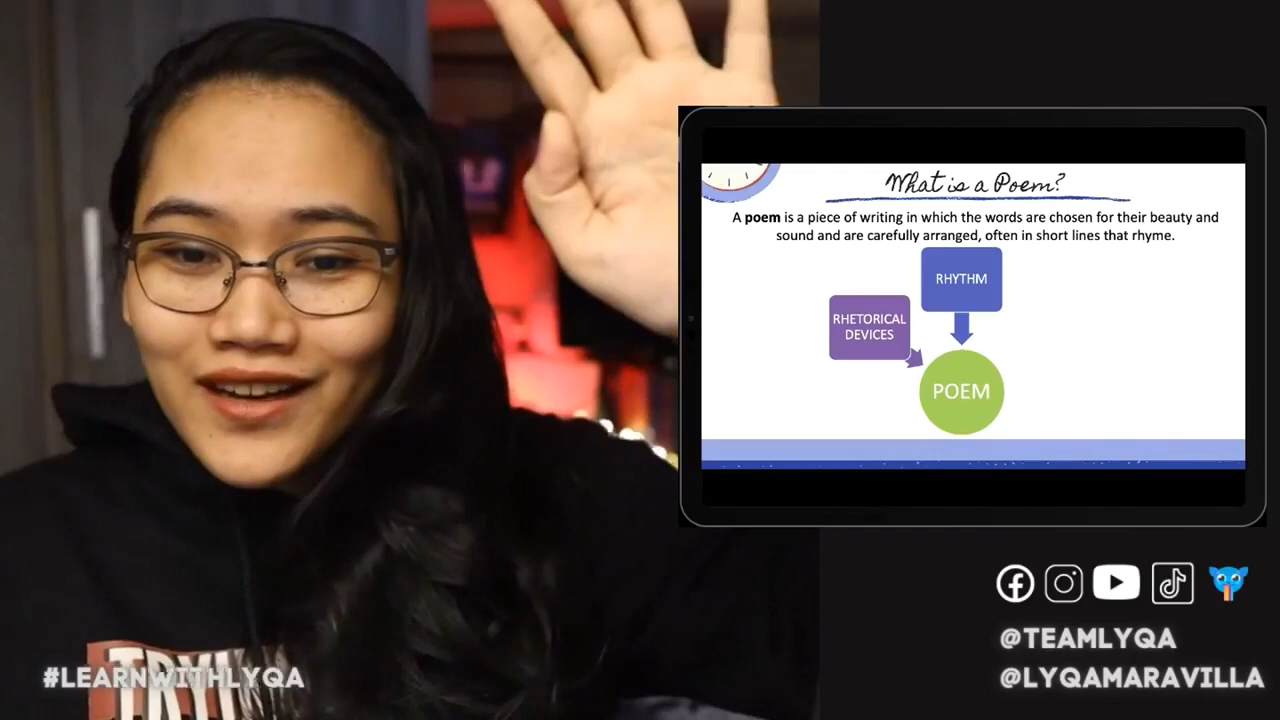 What is a Poem?
A poem is a piece of writing in which the words are chosen for their beauty and
sound and are carefully arranged, often in short lines that rhyme.
RHYTHM
RHETORICAL
DEVICES
POEM
#LEARNWITHLYQA
@TEAMLYQA
@LYQAMARAVILLA